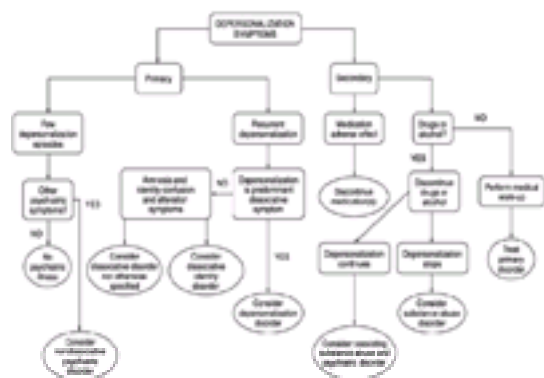 DEPERSONALIZATION
SYMPTOMS
Primary
Secondary
Few
depersonalization
episodes
Recurrent
depersonalization
Medication
adverse effect
Drugs or
alcohol?
NO
YES
Other
psychiatric
symptoms?
YES
NO
Amnesia and
identity confusion
and alteration
symptoms
NO
Depersonalization
is predominant
dissociative
symptom
YES
Discontinue
Discontinue
drugs or
alcohol
Perform medical
work-up
No
psychiatric
illness
Consider
dissociative disorder
not otherwise
specified
Consider
dissociative
identity
disorder
Depersonalization
continues
Depersonalization
stops
Treat
primary
disorder
Consider
depersonalization
disorder
Consider
substance abuse
disorder
Consider
nondissociative
psychiatric
disorder
Consider coexisting
substance abuse and
psychiatric disorder